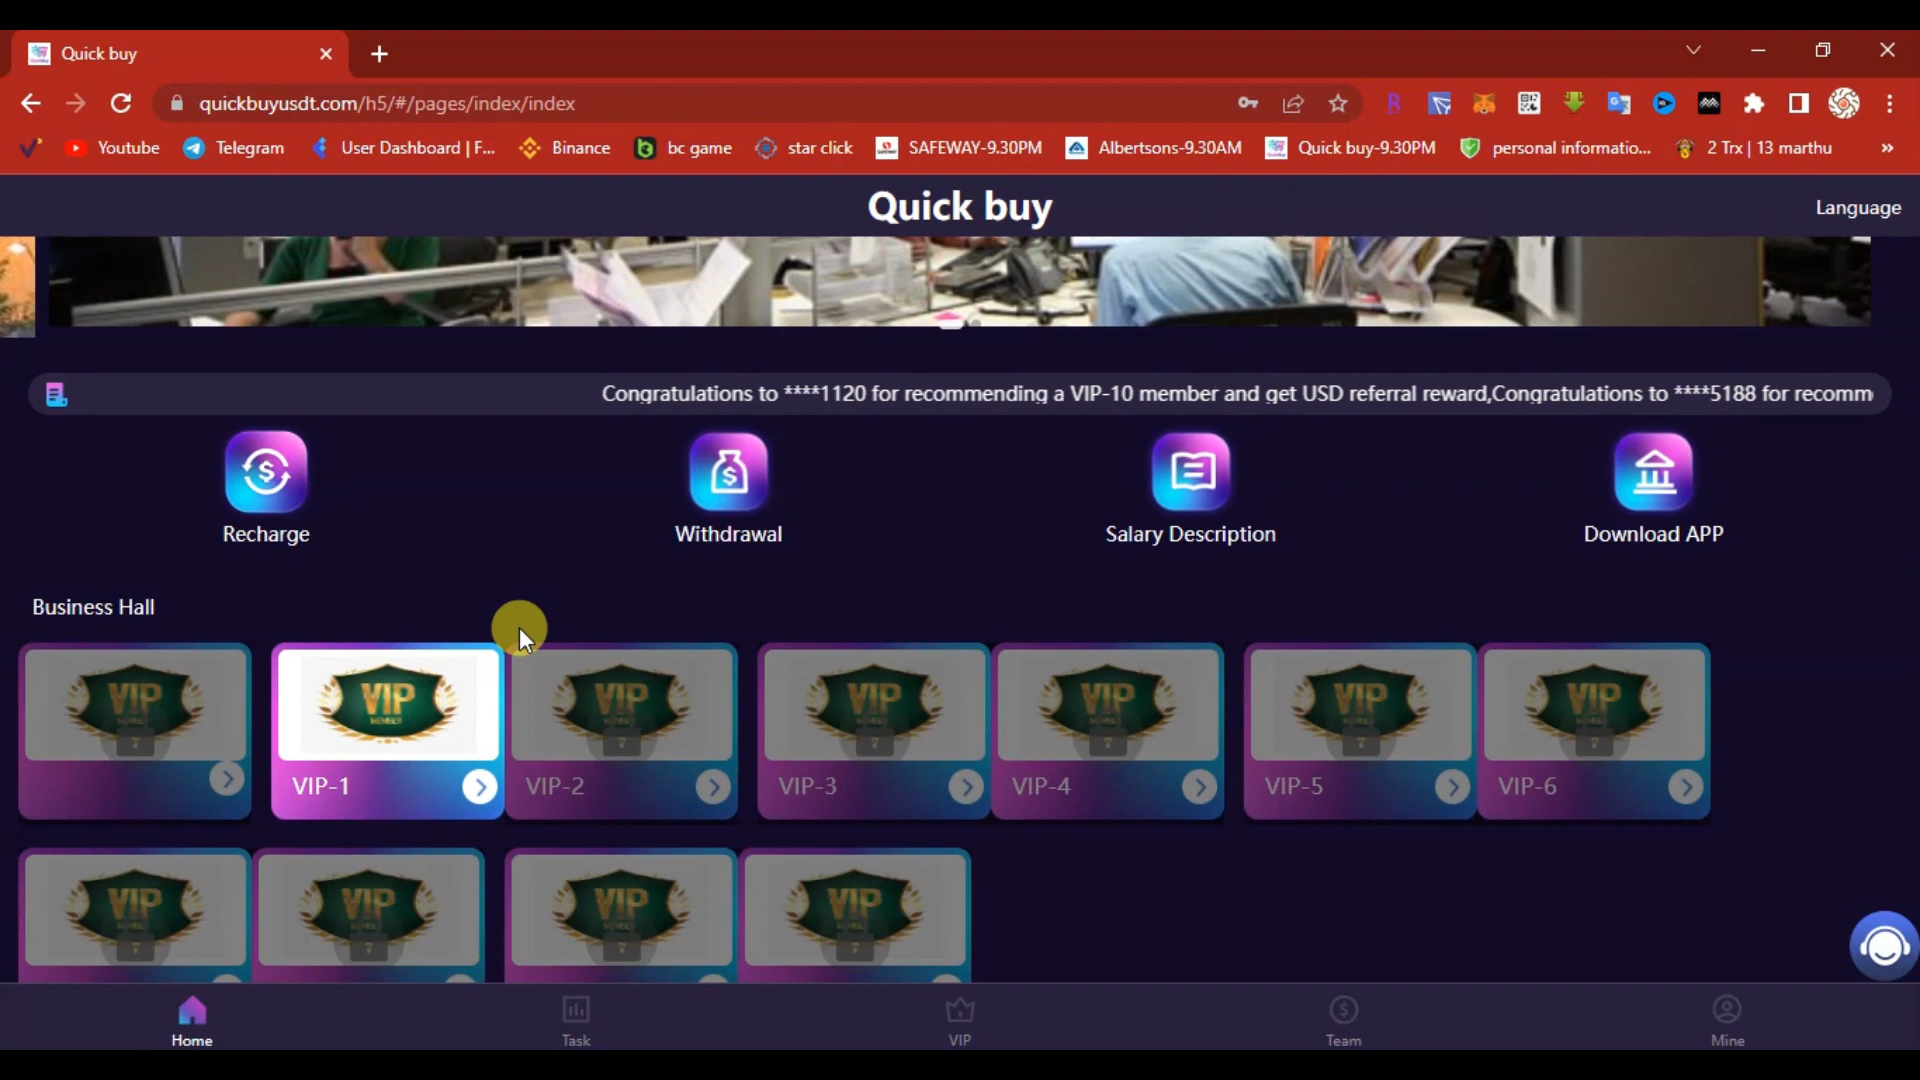 Quick buy
quickbuyusdt.com/h5/#/pages/index/index
Youtube
Telegram
User Dashboard | F...
Binance
bc game
star click
SAFEWAY-9.30PM
Albertsons-9.30AM
Quick buy-9.30PM
personal informatio...
2 Trx | 13 marthu
»
Quick buy
Language
Congratulations to ****1120 for recommending a VIP-10 member and get USD referral reward,Congratulations to ****5188 for recomm
Recharge
Withdrawal
Salary Description
Download APP
Business Hall
VIP
VIP
VIP
VIP
VIP
VIP
VIP
VIP-1
VIP-2
VIP-3
VIP-4
VIP-5
VIP-6
VIP
VIP
VIP
VIP
Home
Task
VIP
Team
Mine